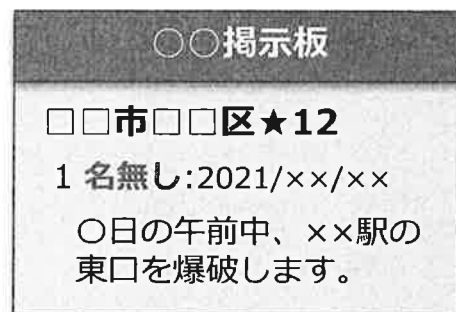 ○○掲示板
□□市□□区★12
1 名無し:2021/××/××
○日の午前中、××駅の
東口を爆破します。